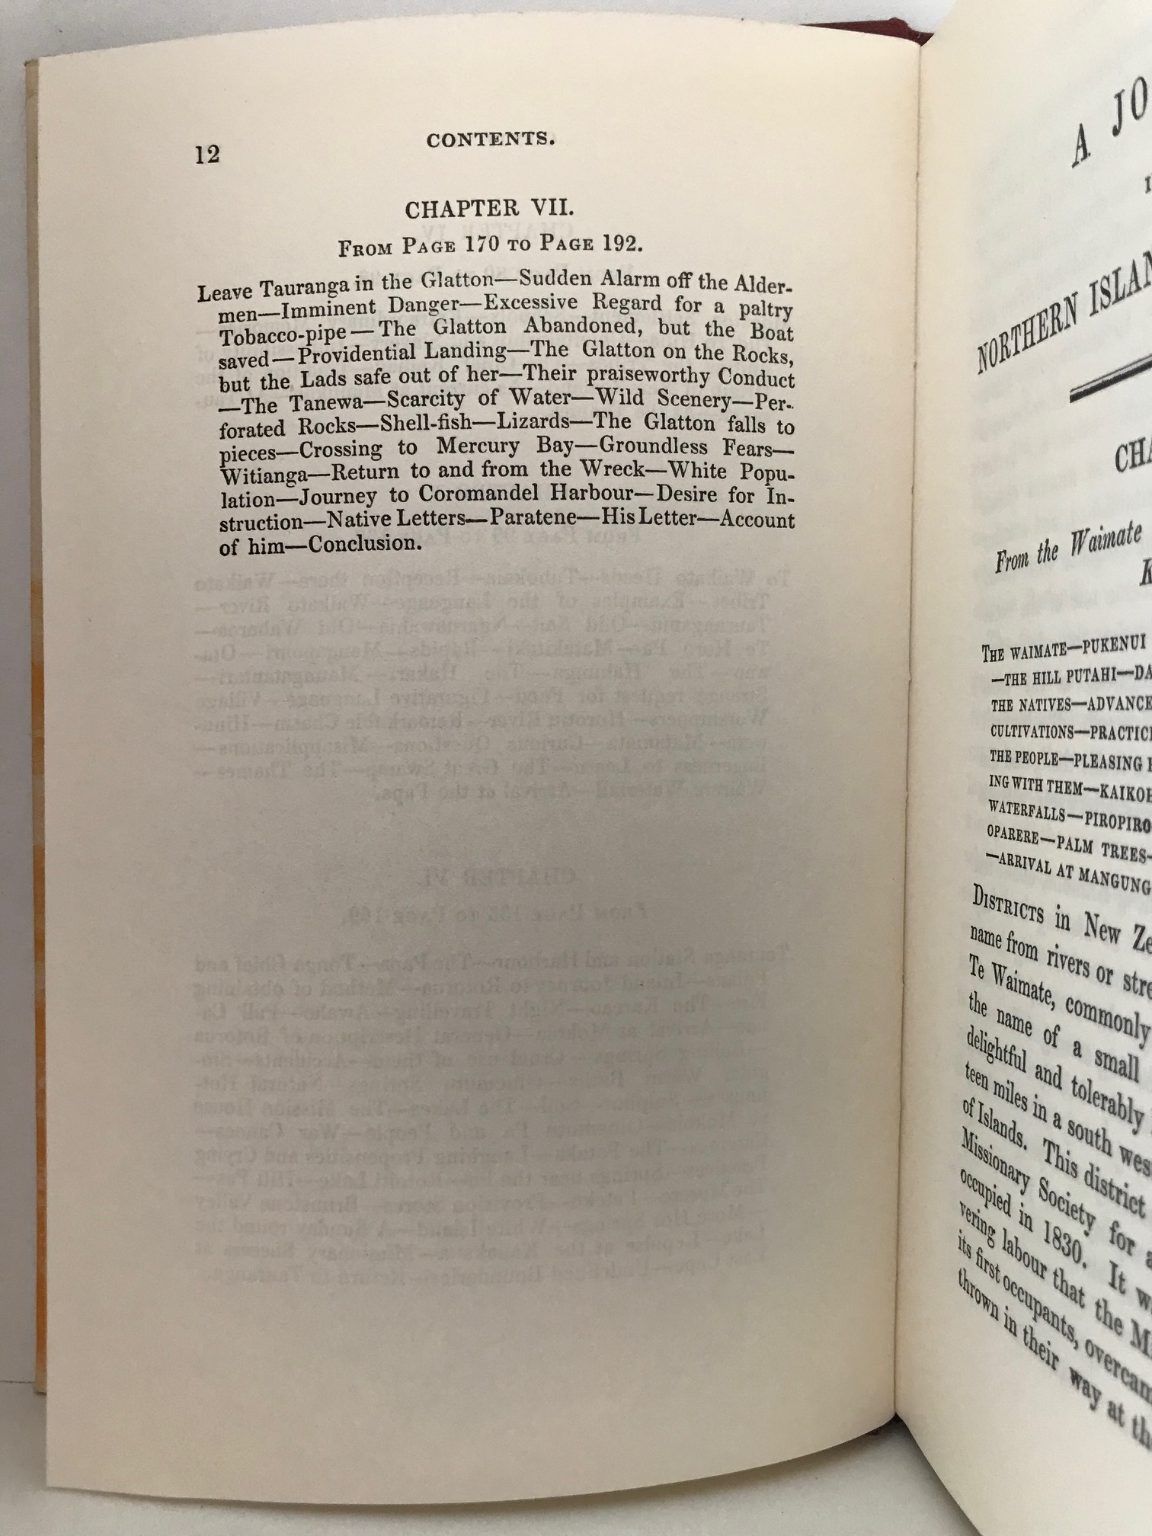 12
CONTENTS.
CHAPTER VII.
FROM PAGE 170 TO PAGE 192.
Leave Tauranga in the Glatton—Sudden Alarm off the Alder-
men—Imminent Danger—Excessive Regard for a paltry
Tobacco-pipe—The Glatton Abandoned, but the Boat
saved—Providential Landing—The Glatton on the Rocks,
but the Lads safe out of her—Their praiseworthy Conduct
—The Tanewa—Scarcity of Water—Wild Scenery—Per-
forated Rocks—Shell-fish—Lizards—The Glatton falls to
pieces—Crossing to Mercury Bay—Groundless Fears—
Witianga—Return to and from the Wreck—White Popu-
lation—Journey to Coromandel Harbour—Desire for In-
struction—Native Letters—Paratene—His Letter—Account
of him—Conclusion.
A JO
NORTHERN ISLAN
CHA
From the Waimate
K
THE WAIMATE—PUKENUI
—THE HILL PUTAHI—DA
THE NATIVES—ADVANCE
CULTIVATIONS—PRACTIC
THE PEOPLE—PLEASING
ING WITH THEM—KAIKOH
WATERFALLS—PIROPIRO
OPARERE—PALM TREES—
—ARRIVAL AT MANGUNG
DISTRICTS in New Ze
name from rivers or stre
Te Waimate, commonly
the name of a small
delightful and tolerably
teen miles in a south wes
of Islands. This district
Missionary Society for a
occupied in 1830. It w
vering labour that the M
its first occupants, overcam
thrown in their way at th